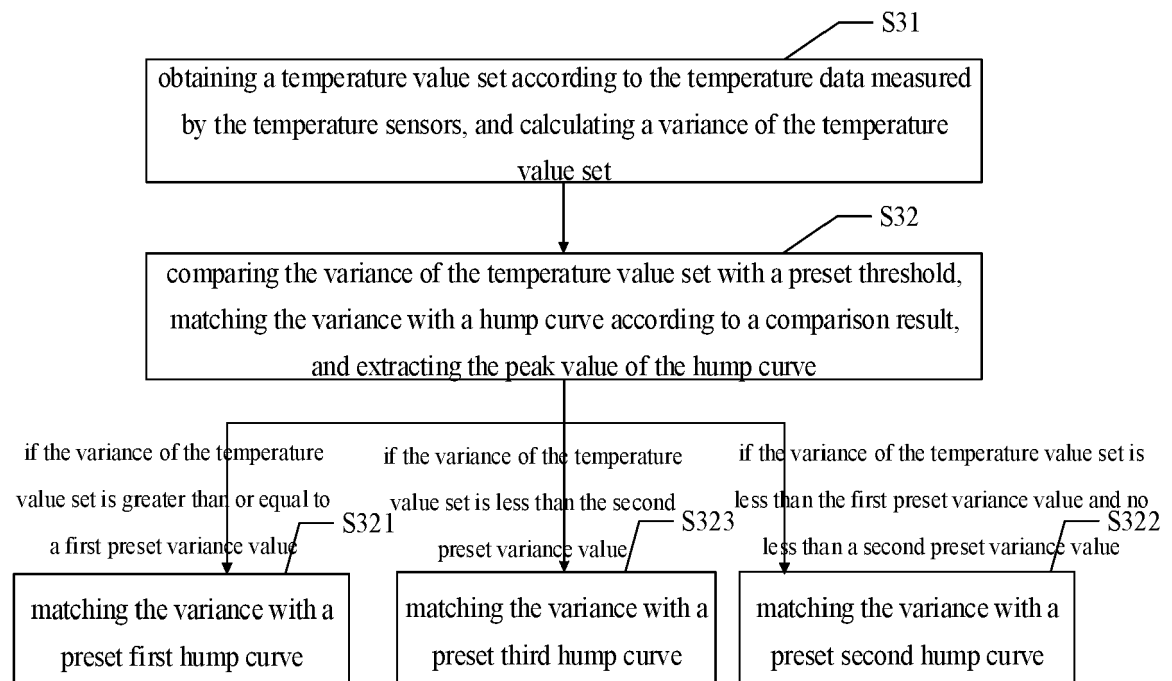 S31
obtaining a temperature value set according to the temperature data measured
by the temperature sensors, and calculating a variance of the temperature
value set
S32
comparing the variance of the temperature value set with a preset threshold,
matching the variance with a hump curve according to a comparison result,
and extracting the peak value of the hump curve
if the variance of the temperature
value set is greater than or equal to
a first preset variance value
S321
matching the variance with a
preset first hump curve
if the variance of the temperature
value set is less than the second
preset variance value
S323
matching the variance with a
preset third hump curve
if the variance of the temperature value set is
less than the first preset variance value and no
less than a second preset variance value
S322
matching the variance with a
preset second hump curve